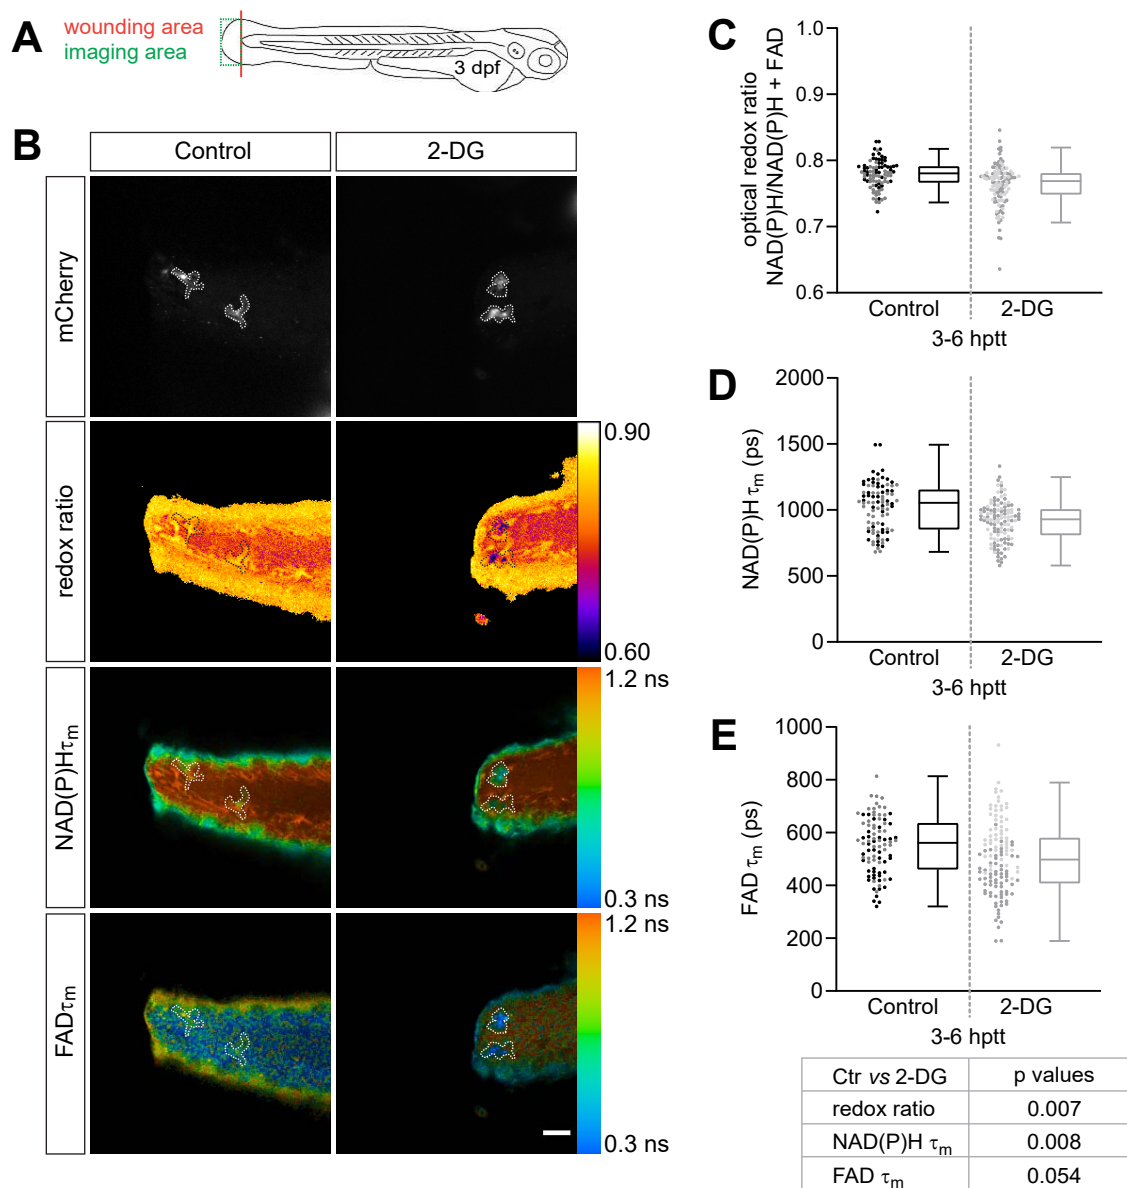 A
wounding area
imaging area
3 dpf
B
Control
2-DG
mCherry
redox ratio
0.90
0.60
NAD(P)Hτm
1.2 ns
0.3 ns
FADτm
1.2 ns
0.3 ns
C
optical redox ratio
NAD(P)H/NAD(P)H + FAD
1.0
0.9
0.8
0.7
0.6
Control
2-DG
3-6 hptt
D
NAD(P)H τm (ps)
2000
1500
1000
500
0
Control
2-DG
3-6 hptt
E
FAD τm (ps)
1000
800
600
400
200
0
Control
2-DG
3-6 hptt
Ctr vs 2-DG p values
redox ratio 0.007
NAD(P)H τm 0.008
FAD τm 0.054